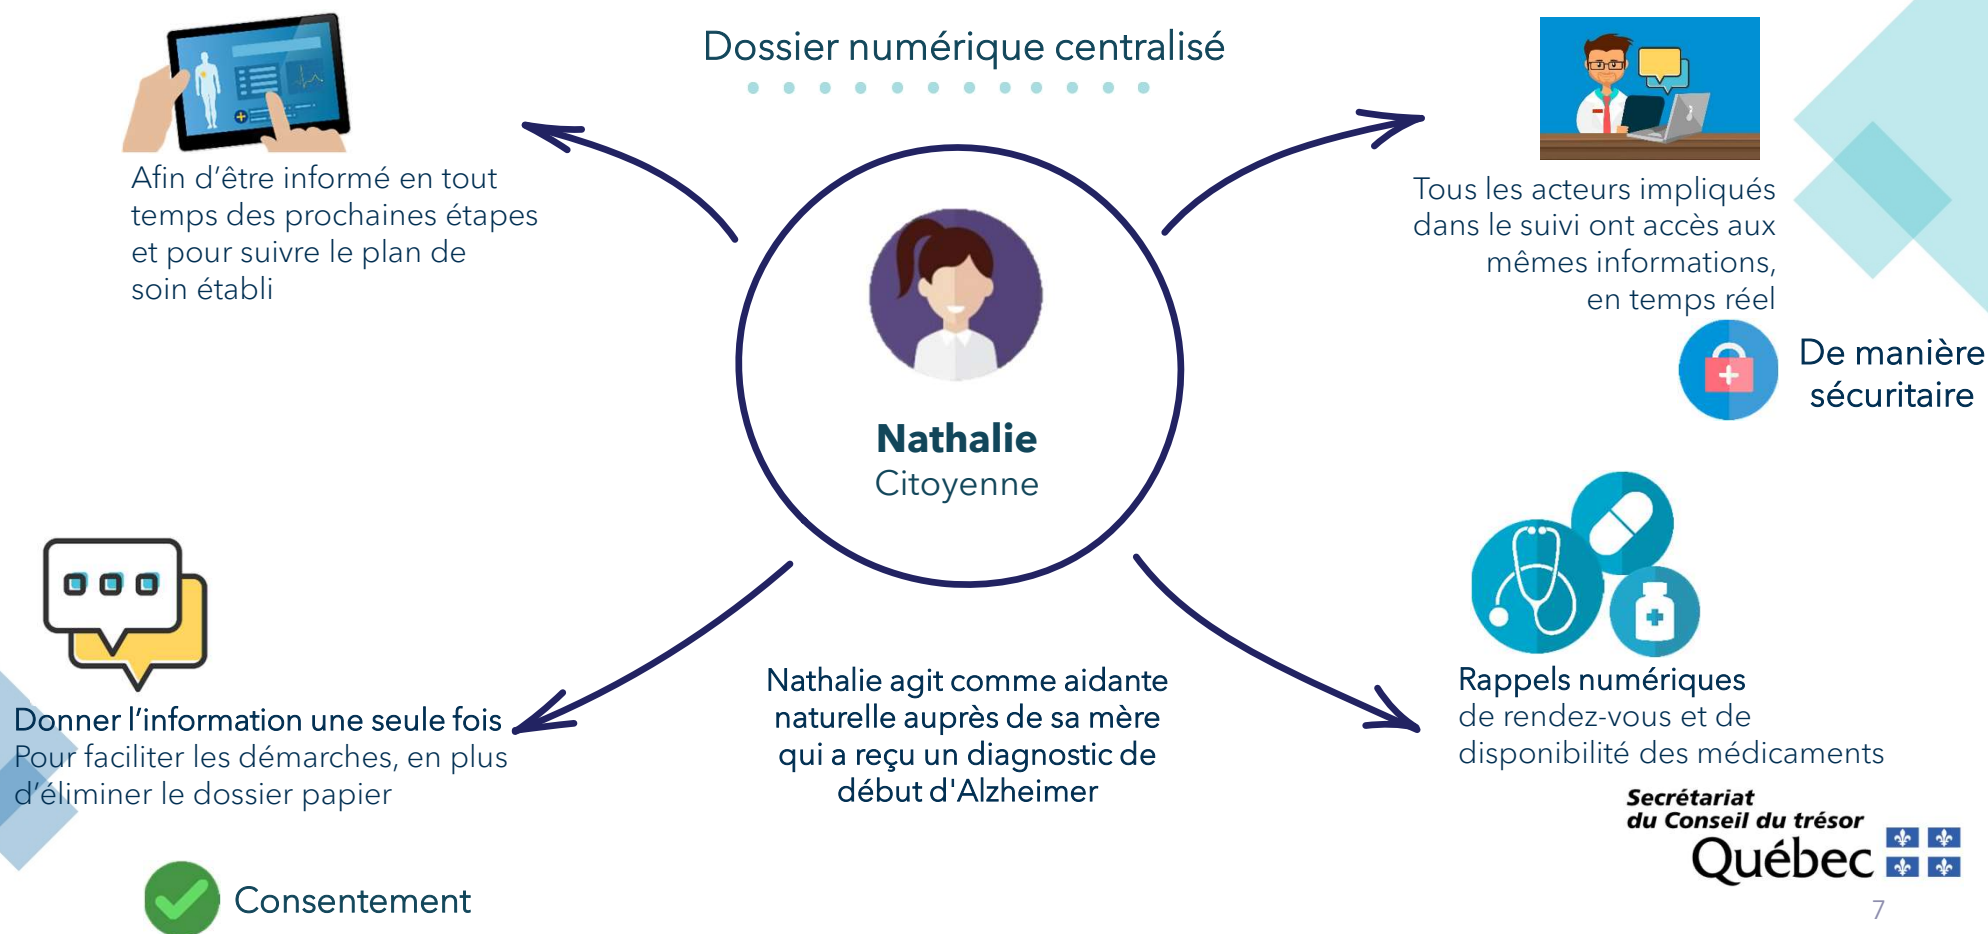 Dossier numérique centralisé
Afin d’être informé en tout
temps des prochaines étapes
et pour suivre le plan de
soin établi
Tous les acteurs impliqués
dans le suivi ont accès aux
mêmes informations,
en temps réel
De manière
sécuritaire
Nathalie
Citoyenne
Donner l’information une seule fois
Pour faciliter les démarches, en plus
d’éliminer le dossier papier
Consentement
Nathalie agit comme aidante
naturelle auprès de sa mère
qui a reçu un diagnostic de
début d'Alzheimer
Rappels numériques
de rendez-vous et de
disponibilité des médicaments
Secrétariat
du Conseil du trésor
Québec
7